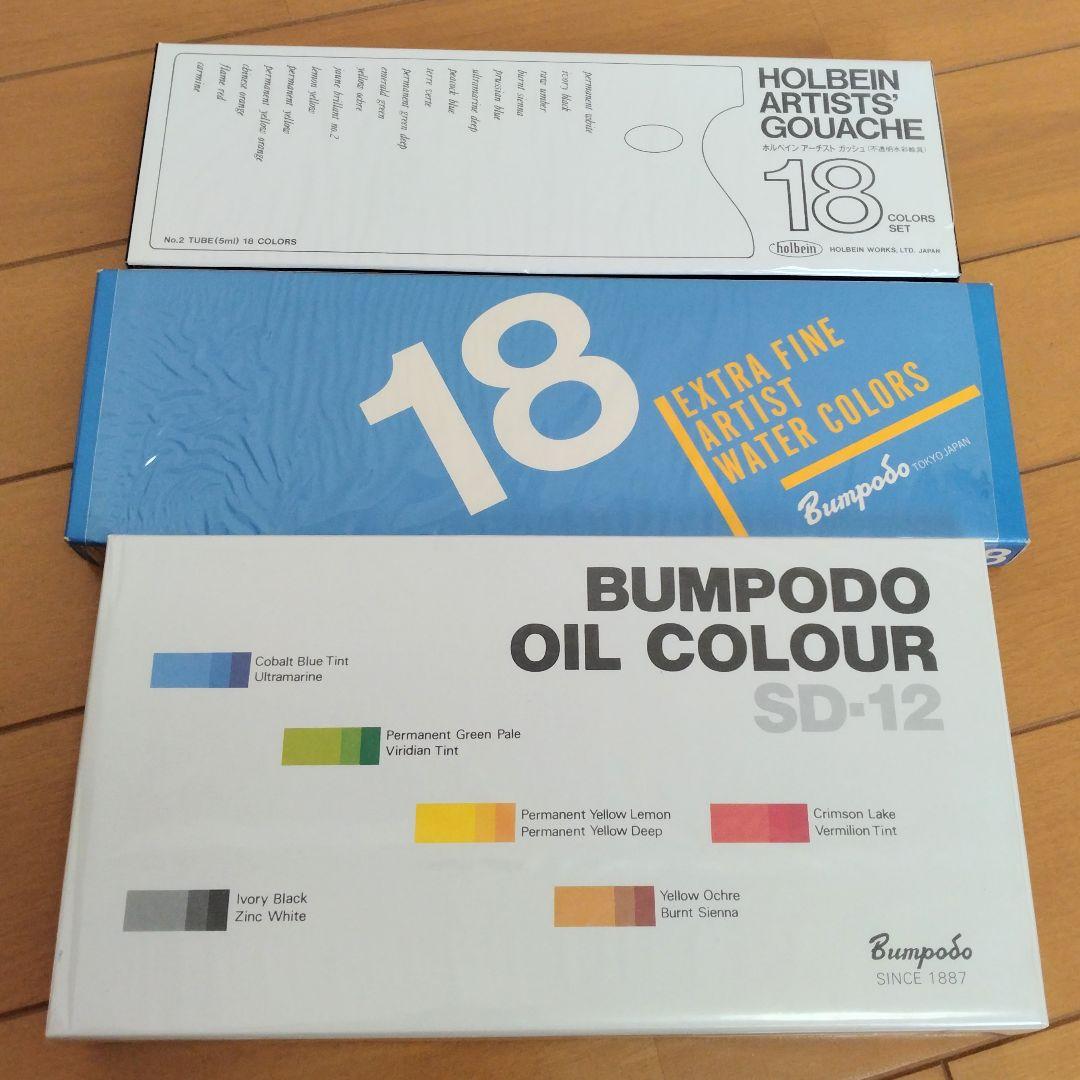 carmine
flame red
chinese orange
permanent yellow orange
permanent yellow
lemon yellow
jaune brillant no.2
yellow ochre
emerald green
permanent green deep
terre verte
peacock blue
ultramarine deep
prussian blue
burnt sienna
raw umber
ivory black
permanent white
No.2 TUBE (5ml) 18 COLORS
HOLBEIN
ARTISTS'
GOUACHE
ホルベイン アーチスト ガッシュ(不透明水彩絵具)
18
COLORS
SET
holbein
HOLBEIN WORKS, LTD. JAPAN
18
EXTRA FINE
ARTIST
WATER COLORS
Bumpodo TOKYO JAPAN
8
BUMPODO
OIL COLOUR
SD-12
Cobalt Blue Tint
Ultramarine
Permanent Green Pale
Viridian Tint
Permanent Yellow Lemon
Permanent Yellow Deep
Crimson Lake
Vermilion Tint
Ivory Black
Zinc White
Yellow Ochre
Burnt Sienna
Bumpodo
SINCE 1887